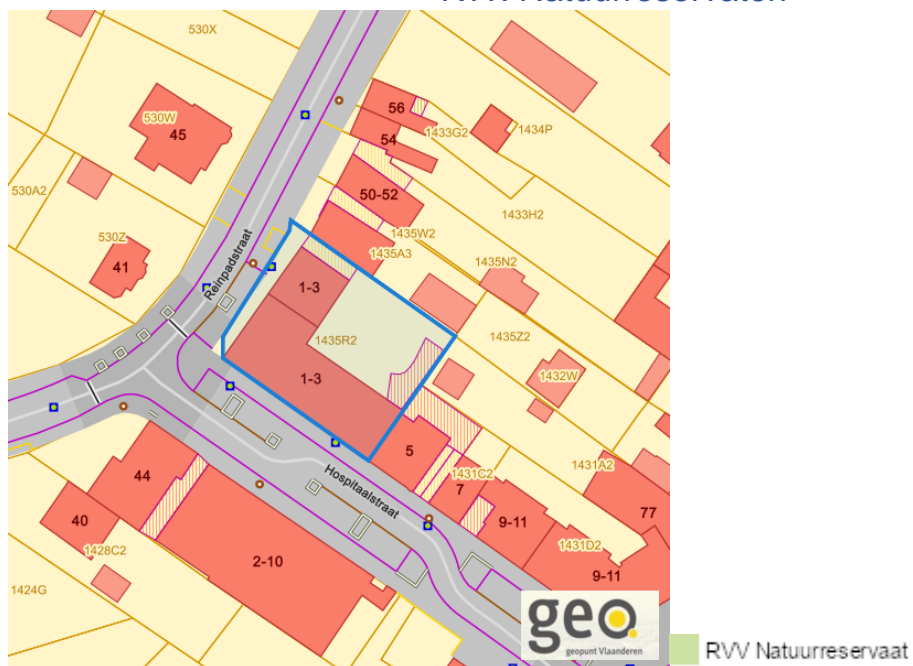 530X
56
1434P
1433G2
54
530W
45
50-52
530A2
1433H2
530Z
1435W2
1435A3
1435N2
41
Reinpadstraat
1-3
1435R2
1435Z2
1-3
1432W
5
1431C2
1431A2
44
7
Hospitaalstraat
9-11
77
40
1428C2
1431D2
2-10
9-11
1424G
geo.
geopunt Vlaanderen
RVV Natuurreservaat